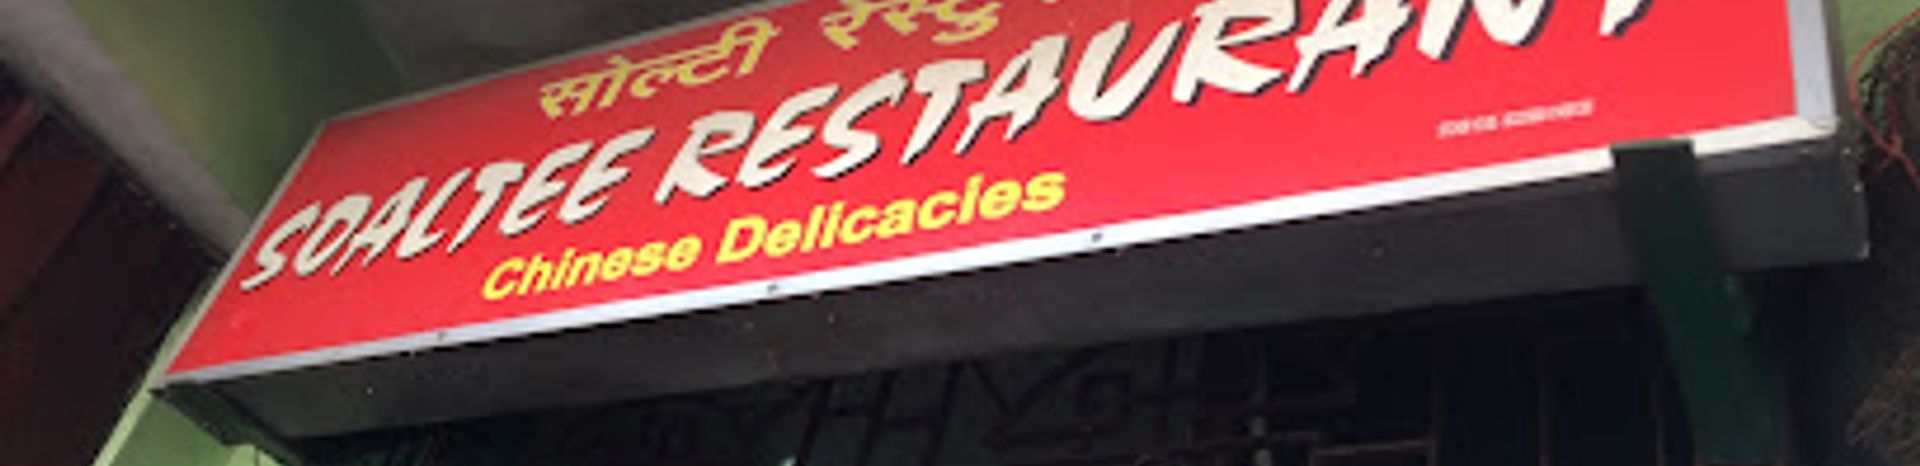 सोल्टी
SOALTEE RESTAURANT
Chinese Delicacies